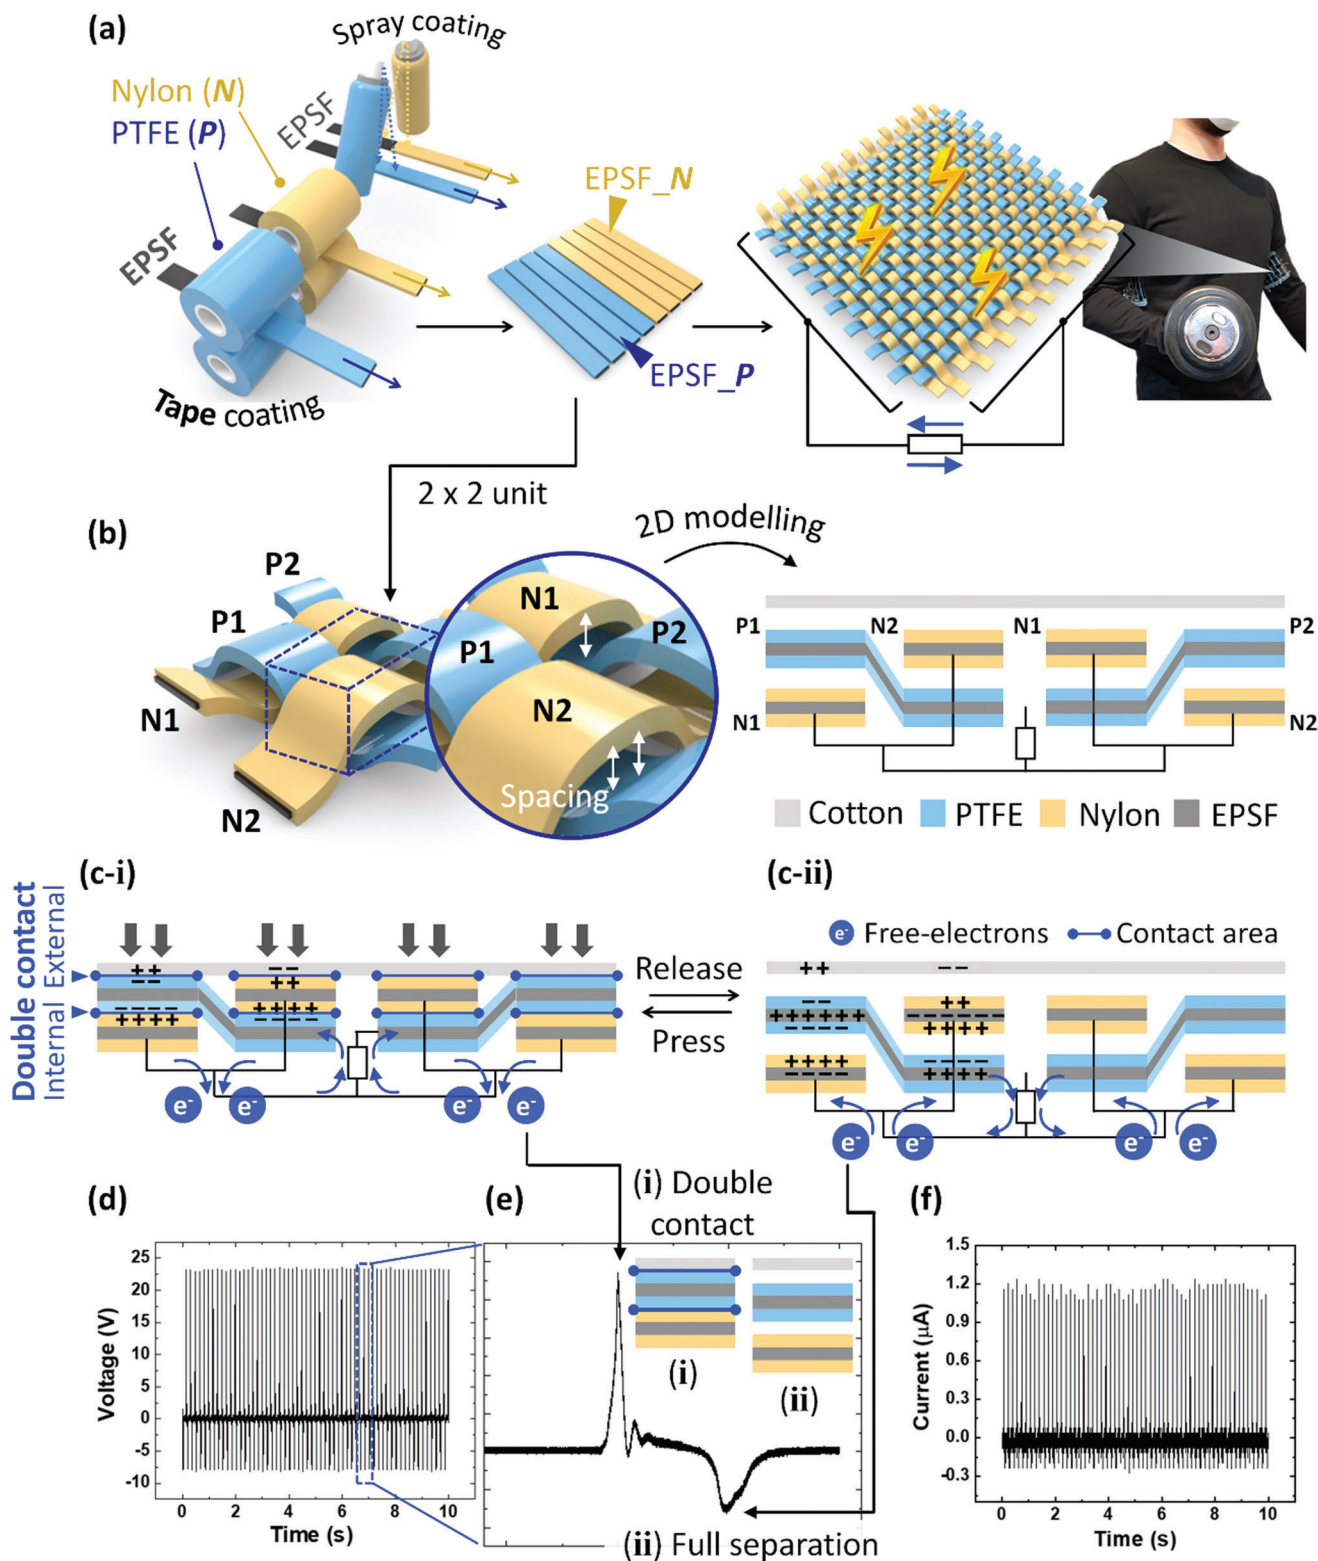 (a)
Spray coating
Nylon (N)
PTFE (P)
EPSF
EPSF
Tape coating
EPSF_N
EPSF_P
2 x 2 unit
(b)
2D modelling
P2
P1
N1
N2
N1
P2
P1
N2
Spacing
P1
N2
N1
P2
N1
N2
Cotton
PTFE
Nylon
EPSF
(c-i)
(c-ii)
Double contact
Internal
External
++
--
--
++
----
++++
++++
----
e-
e-
e-
e-
Release
Press
e- Free-electrons
Contact area
++
--
--
++++++
----
++
------
++++
++++
----
----
++++
e-
e-
e-
e-
(i) Double
contact
(d)
(e)
(f)
25
20
15
10
5
0
-5
-10
Voltage (V)
0
2
4
6
8
10
Time (s)
(i)
(ii)
(ii) Full separation
1.5
1.2
0.9
0.6
0.3
0.0
-0.3
Current (μA)
0
2
4
6
8
10
Time (s)